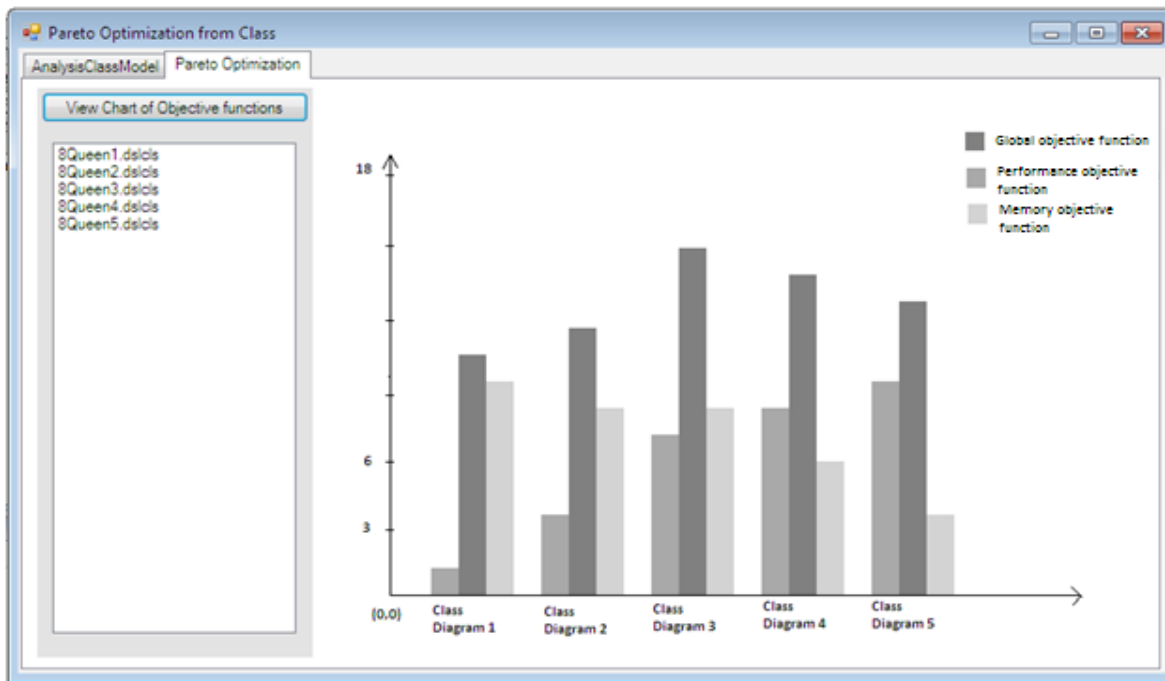 Pareto Optimization from Class
AnalysisClassModel
Pareto Optimization
View Chart of Objective functions
8Queen1.dslcls
8Queen2.dslcls
8Queen3.dslcls
8Queen4.dslcls
8Queen5.dslcls
Global objective function
Performance objective
function
Memory objective
function
18
6
3
(0,0)
Class
Diagram 1
Class
Diagram 2
Class
Diagram 3
Class
Diagram 4
Class
Diagram 5